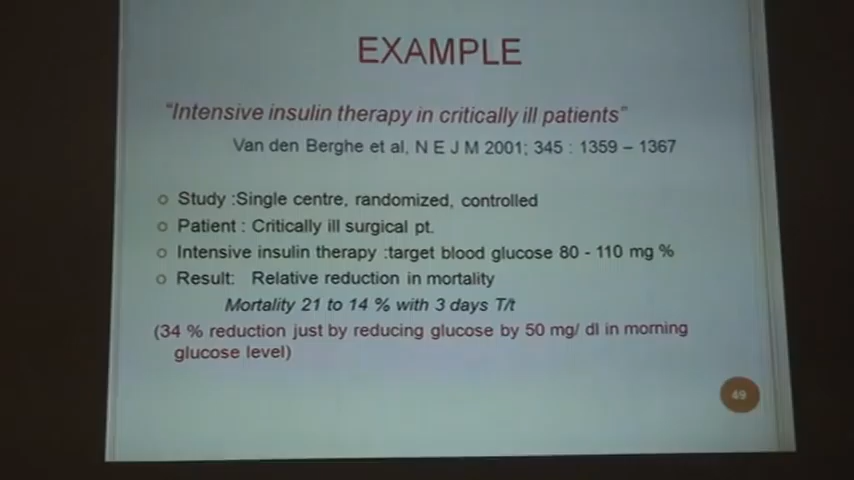 EXAMPLE
“Intensive insulin therapy in critically ill patients”
Van den Berghe et al, N E J M 2001; 345 : 1359 – 1367
Study :Single centre, randomized, controlled
Patient : Critically ill surgical pt.
Intensive insulin therapy :target blood glucose 80 - 110 mg %
Result: Relative reduction in mortality
Mortality 21 to 14 % with 3 days T/t
(34 % reduction just by reducing glucose by 50 mg/ dl in morning
glucose level)
49